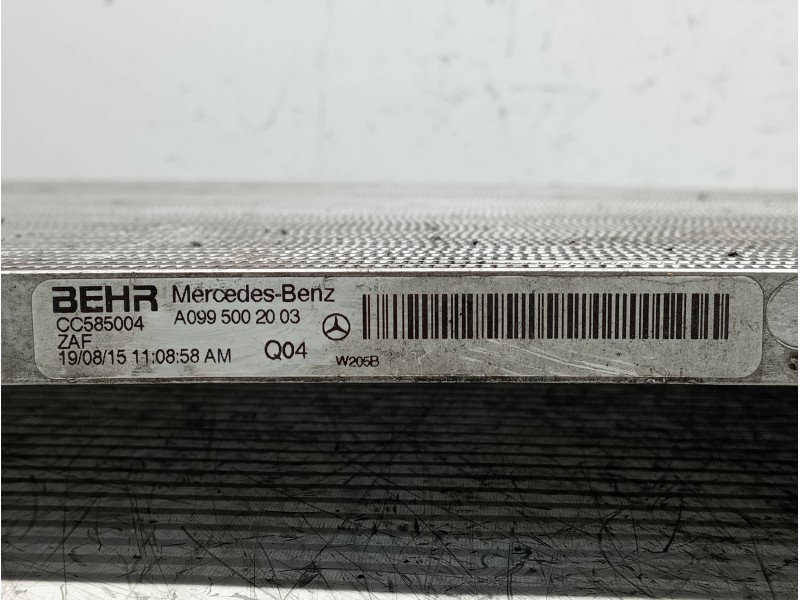 BEHR Mercedes-Benz
CC585004 A099 500 20 03
ZAF
19/08/15 11:08:58 AM Q04 W205B